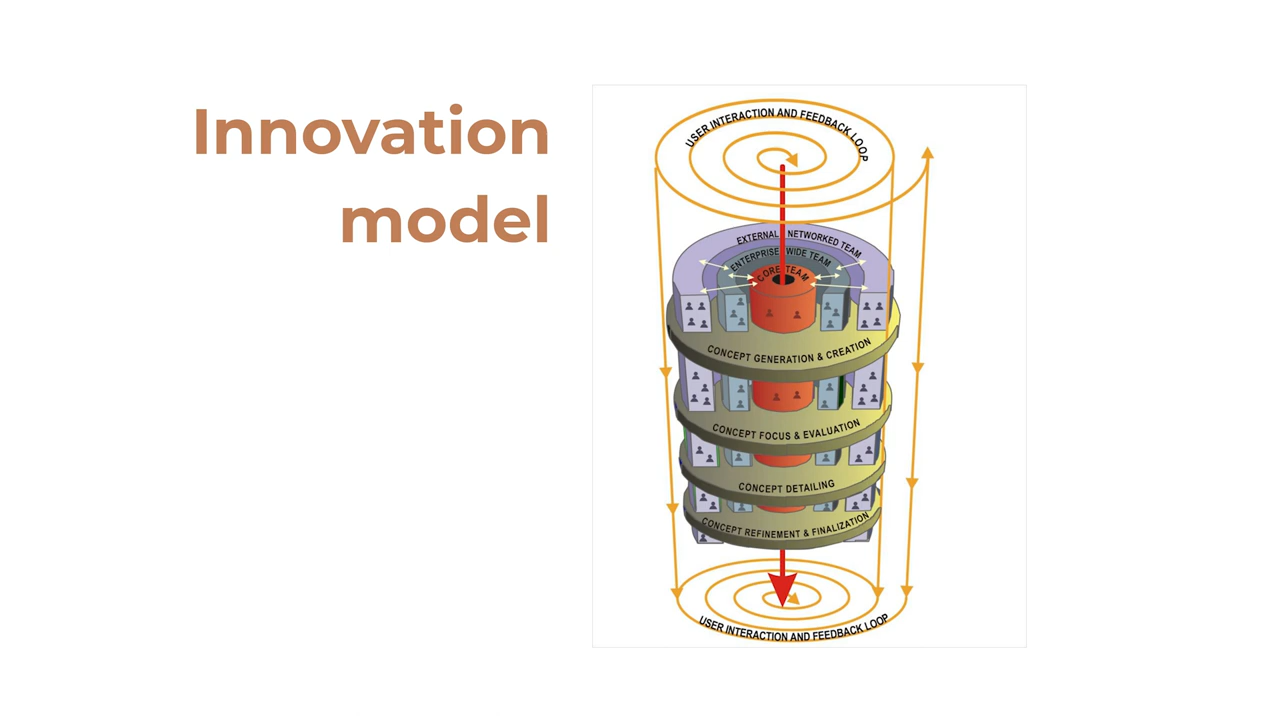 Innovation
model
USER INTERACTION AND FEEDBACK LOOP
EXTERNAL NETWORKED TEAM
ENTERPRISE WIDE TEAM
CORE TEAM
CONCEPT GENERATION & CREATION
CONCEPT FOCUS & EVALUATION
CONCEPT DETAILING
CONCEPT REFINEMENT & FINALIZATION
USER INTERACTION AND FEEDBACK LOOP